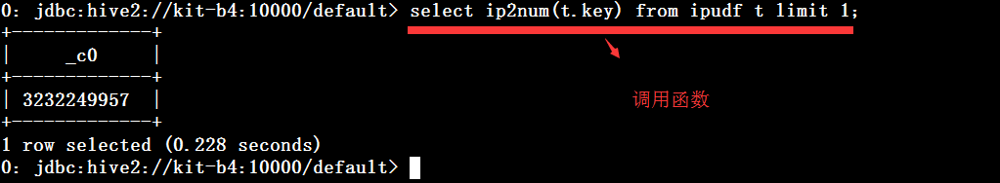 0: jdbc:hive2://kit-b4:10000/default> select ip2num(t.key) from ipudf t limit 1;
+-------------+
|     _c0     |
+-------------+
| 3232249957  |
+-------------+
调用函数
1 row selected (0.228 seconds)
0: jdbc:hive2://kit-b4:10000/default>